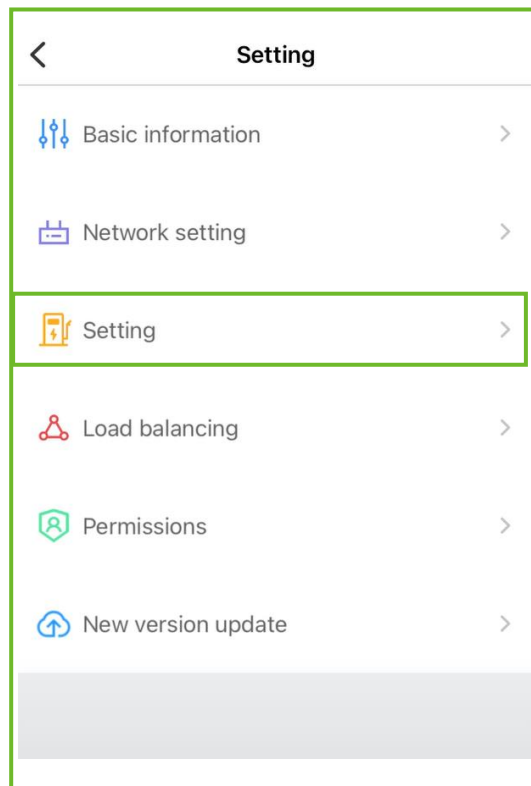 Setting
Basic information
Network setting
Setting
Load balancing
Permissions
New version update